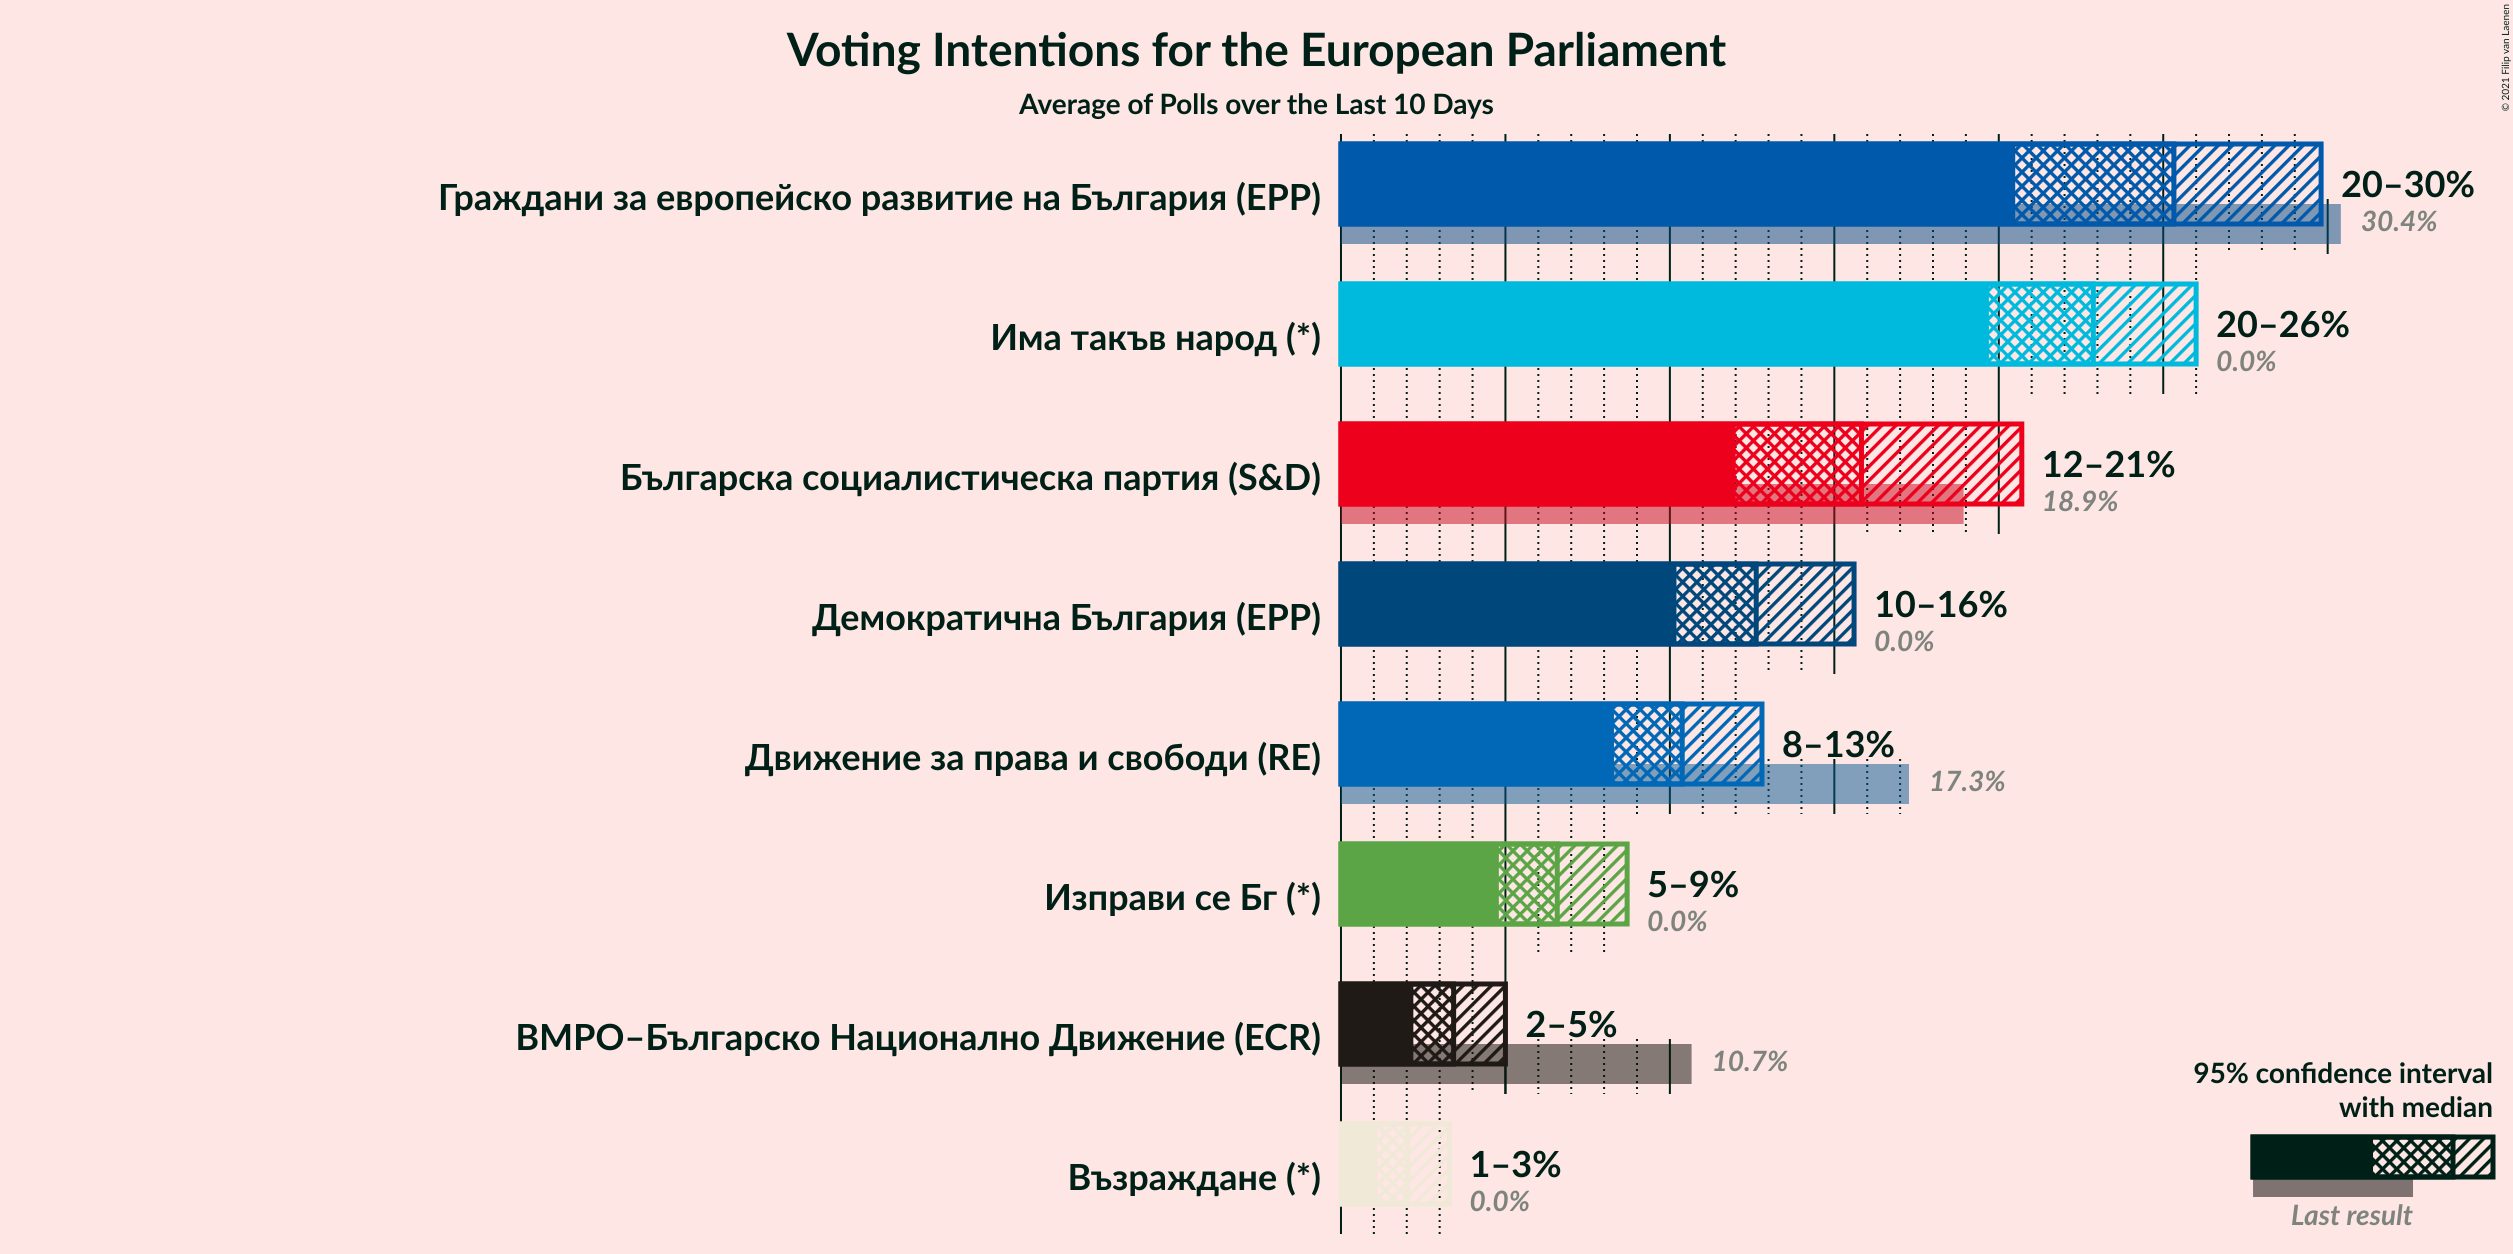 Voting Intentions for the European Parliament
Average of Polls over the Last 10 Days
© 2021 Filip van Laenen
Граждани за европейско развитие на България (EPP)
20–30%
30.4%
Има такъв народ (*)
20–26%
0.0%
Българска социалистическа партия (S&D)
12–21%
18.9%
Демократична България (EPP)
10–16%
0.0%
Движение за права и свободи (RE)
8–13%
17.3%
Изправи се Бг (*)
5–9%
0.0%
ВМРО–Българско Национално Движение (ECR)
2–5%
10.7%
Възраждане (*)
1–3%
0.0%
95% confidence interval
with median
Last result